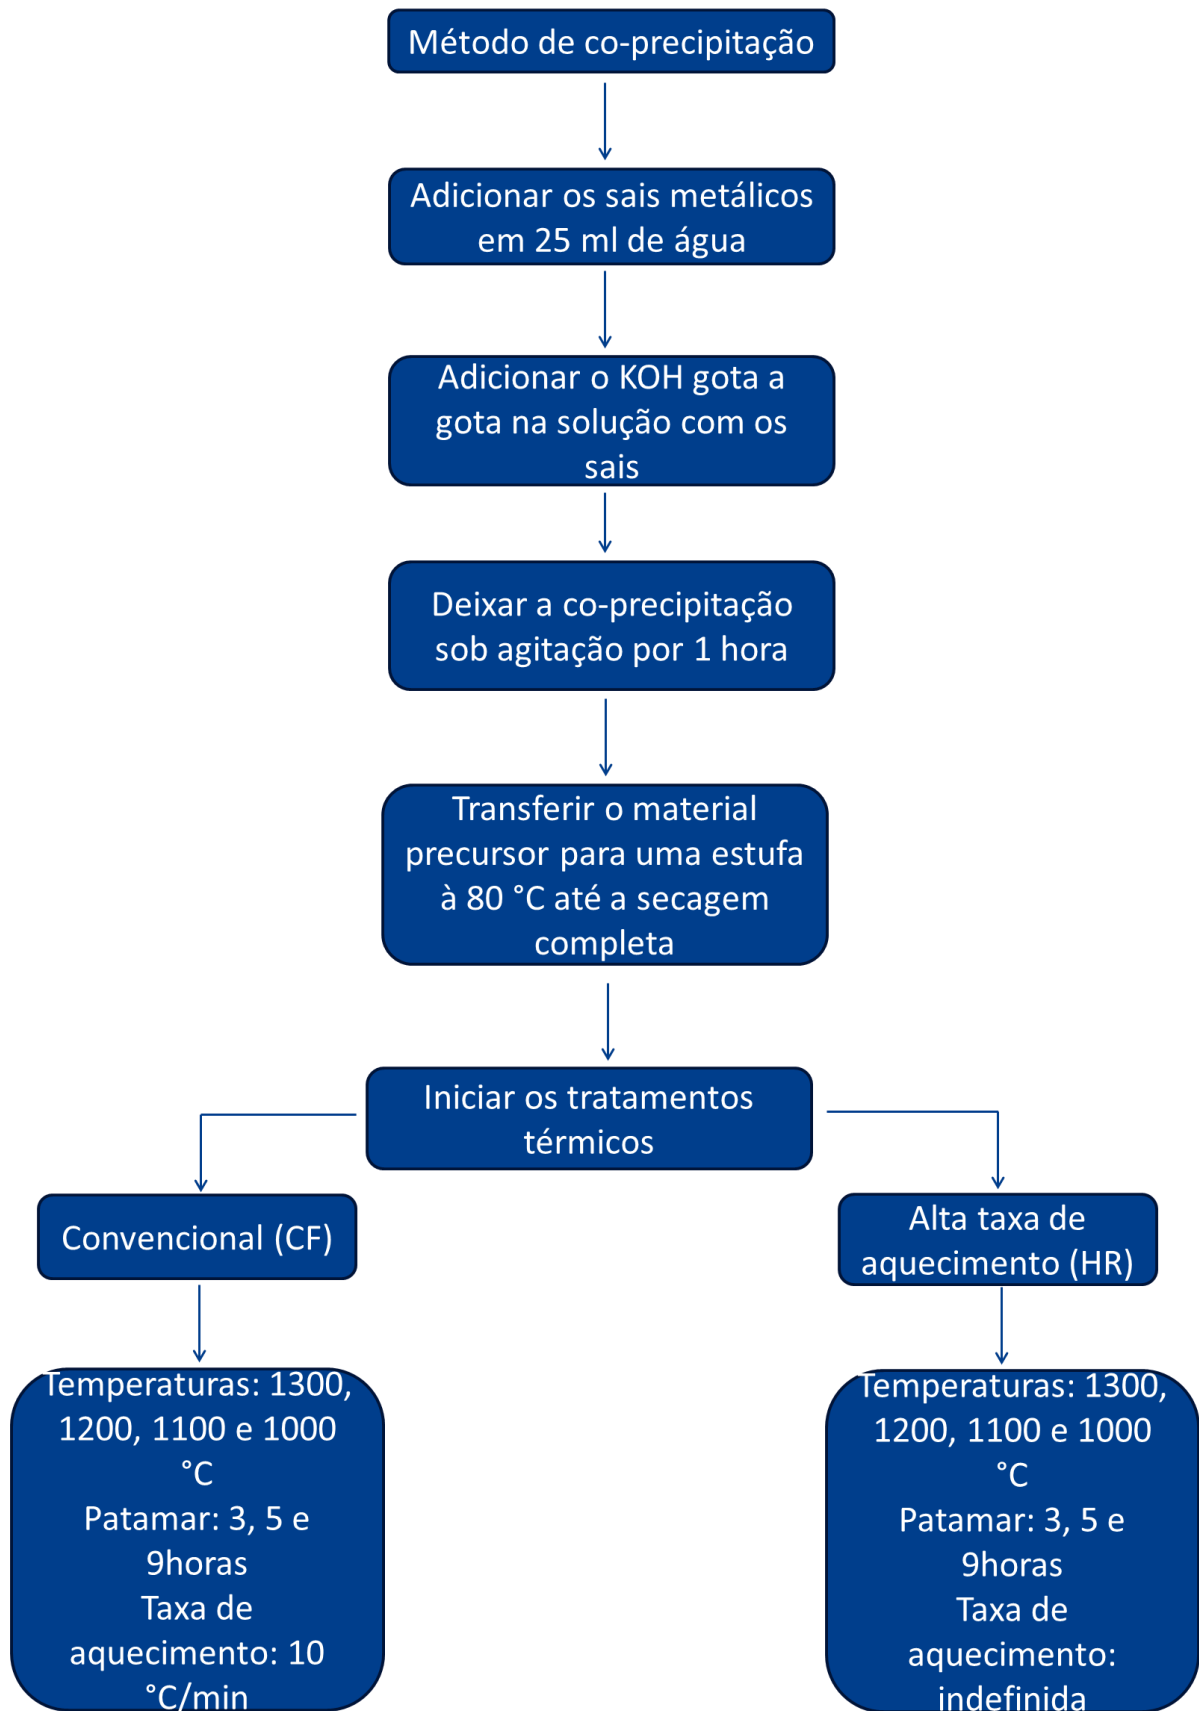 Método de co-precipitação
Adicionar os sais metálicos
em 25 ml de água
Adicionar o KOH gota a
gota na solução com os
sais
Deixar a co-precipitação
sob agitação por 1 hora
Transferir o material
precursor para uma estufa
à 80 °C até a secagem
completa
Iniciar os tratamentos
térmicos
Convencional (CF)
Alta taxa de
aquecimento (HR)
Temperaturas: 1300,
1200, 1100 e 1000
°C
Patamar: 3, 5 e
9horas
Taxa de
aquecimento: 10
°C/min
Temperaturas: 1300,
1200, 1100 e 1000
°C
Patamar: 3, 5 e
9horas
Taxa de
aquecimento:
indefinida